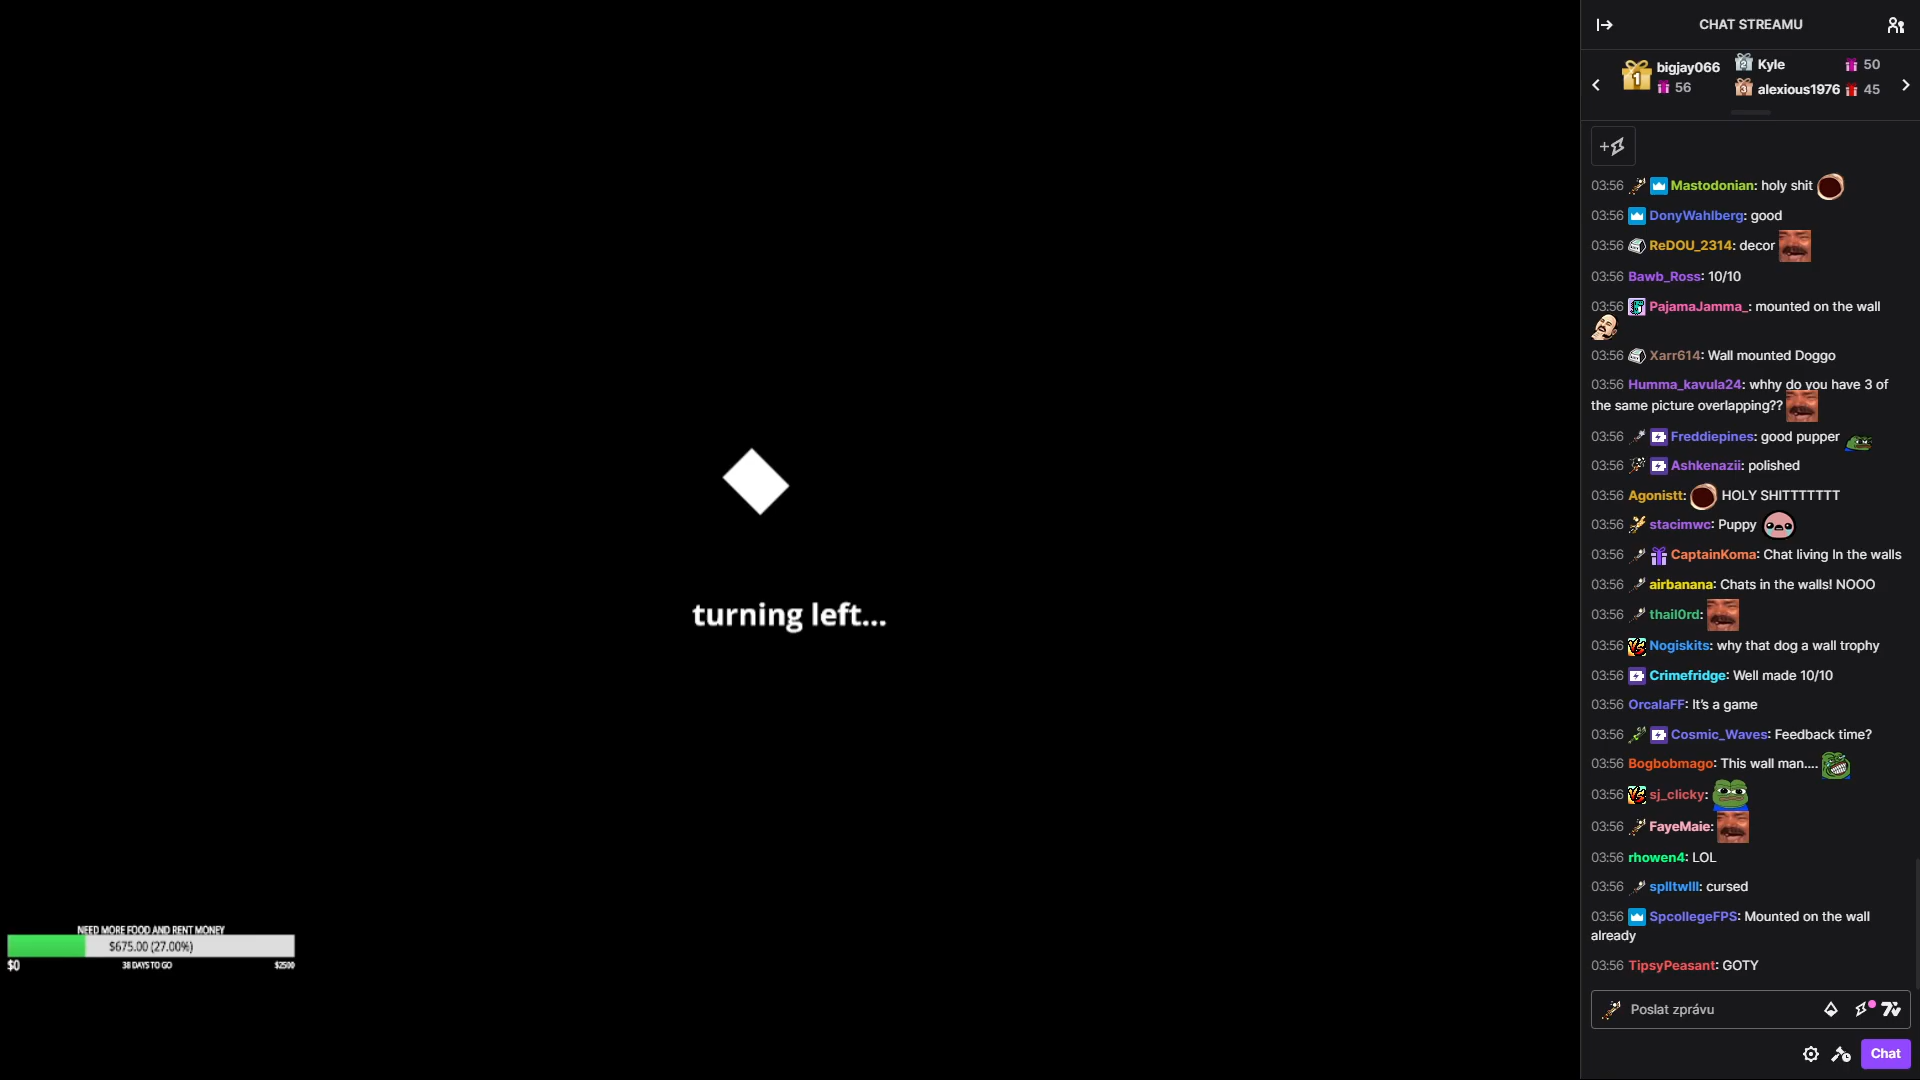 turning left...
NEED MORE FOOD AND RENT MONEY
$675.00 (27.00%)
$0 38 DAYS TO GO $2500
CHAT STREAMU
1 bigjay066 56
2 Kyle 50
3 alexious1976 45
03:56 Mastodonian: holy shit
03:56 DonyWahlberg: good
03:56 ReDOU_2314: decor
03:56 Bawb_Ross: 10/10
03:56 PajamaJamma_: mounted on the wall
03:56 Xarr614: Wall mounted Doggo
03:56 Humma_kavula24: whhy do you have 3 of
the same picture overlapping??
03:56 Freddiepines: good pupper
03:56 Ashkenazii: polished
03:56 Agonistt: HOLY SHITTTTTTT
03:56 stacimwc: Puppy
03:56 CaptainKoma: Chat living In the walls
03:56 airbanana: Chats in the walls! NOOO
03:56 thail0rd:
03:56 Nogiskits: why that dog a wall trophy
03:56 Crimefridge: Well made 10/10
03:56 OrcalaFF: It's a game
03:56 Cosmic_Waves: Feedback time?
03:56 Bogbobmago: This wall man....
03:56 sj_clicky:
03:56 FayeMaie:
03:56 rhowen4: LOL
03:56 splltwlll: cursed
03:56 SpcollegeFPS: Mounted on the wall
already
03:56 TipsyPeasant: GOTY
Poslat zprávu
Chat